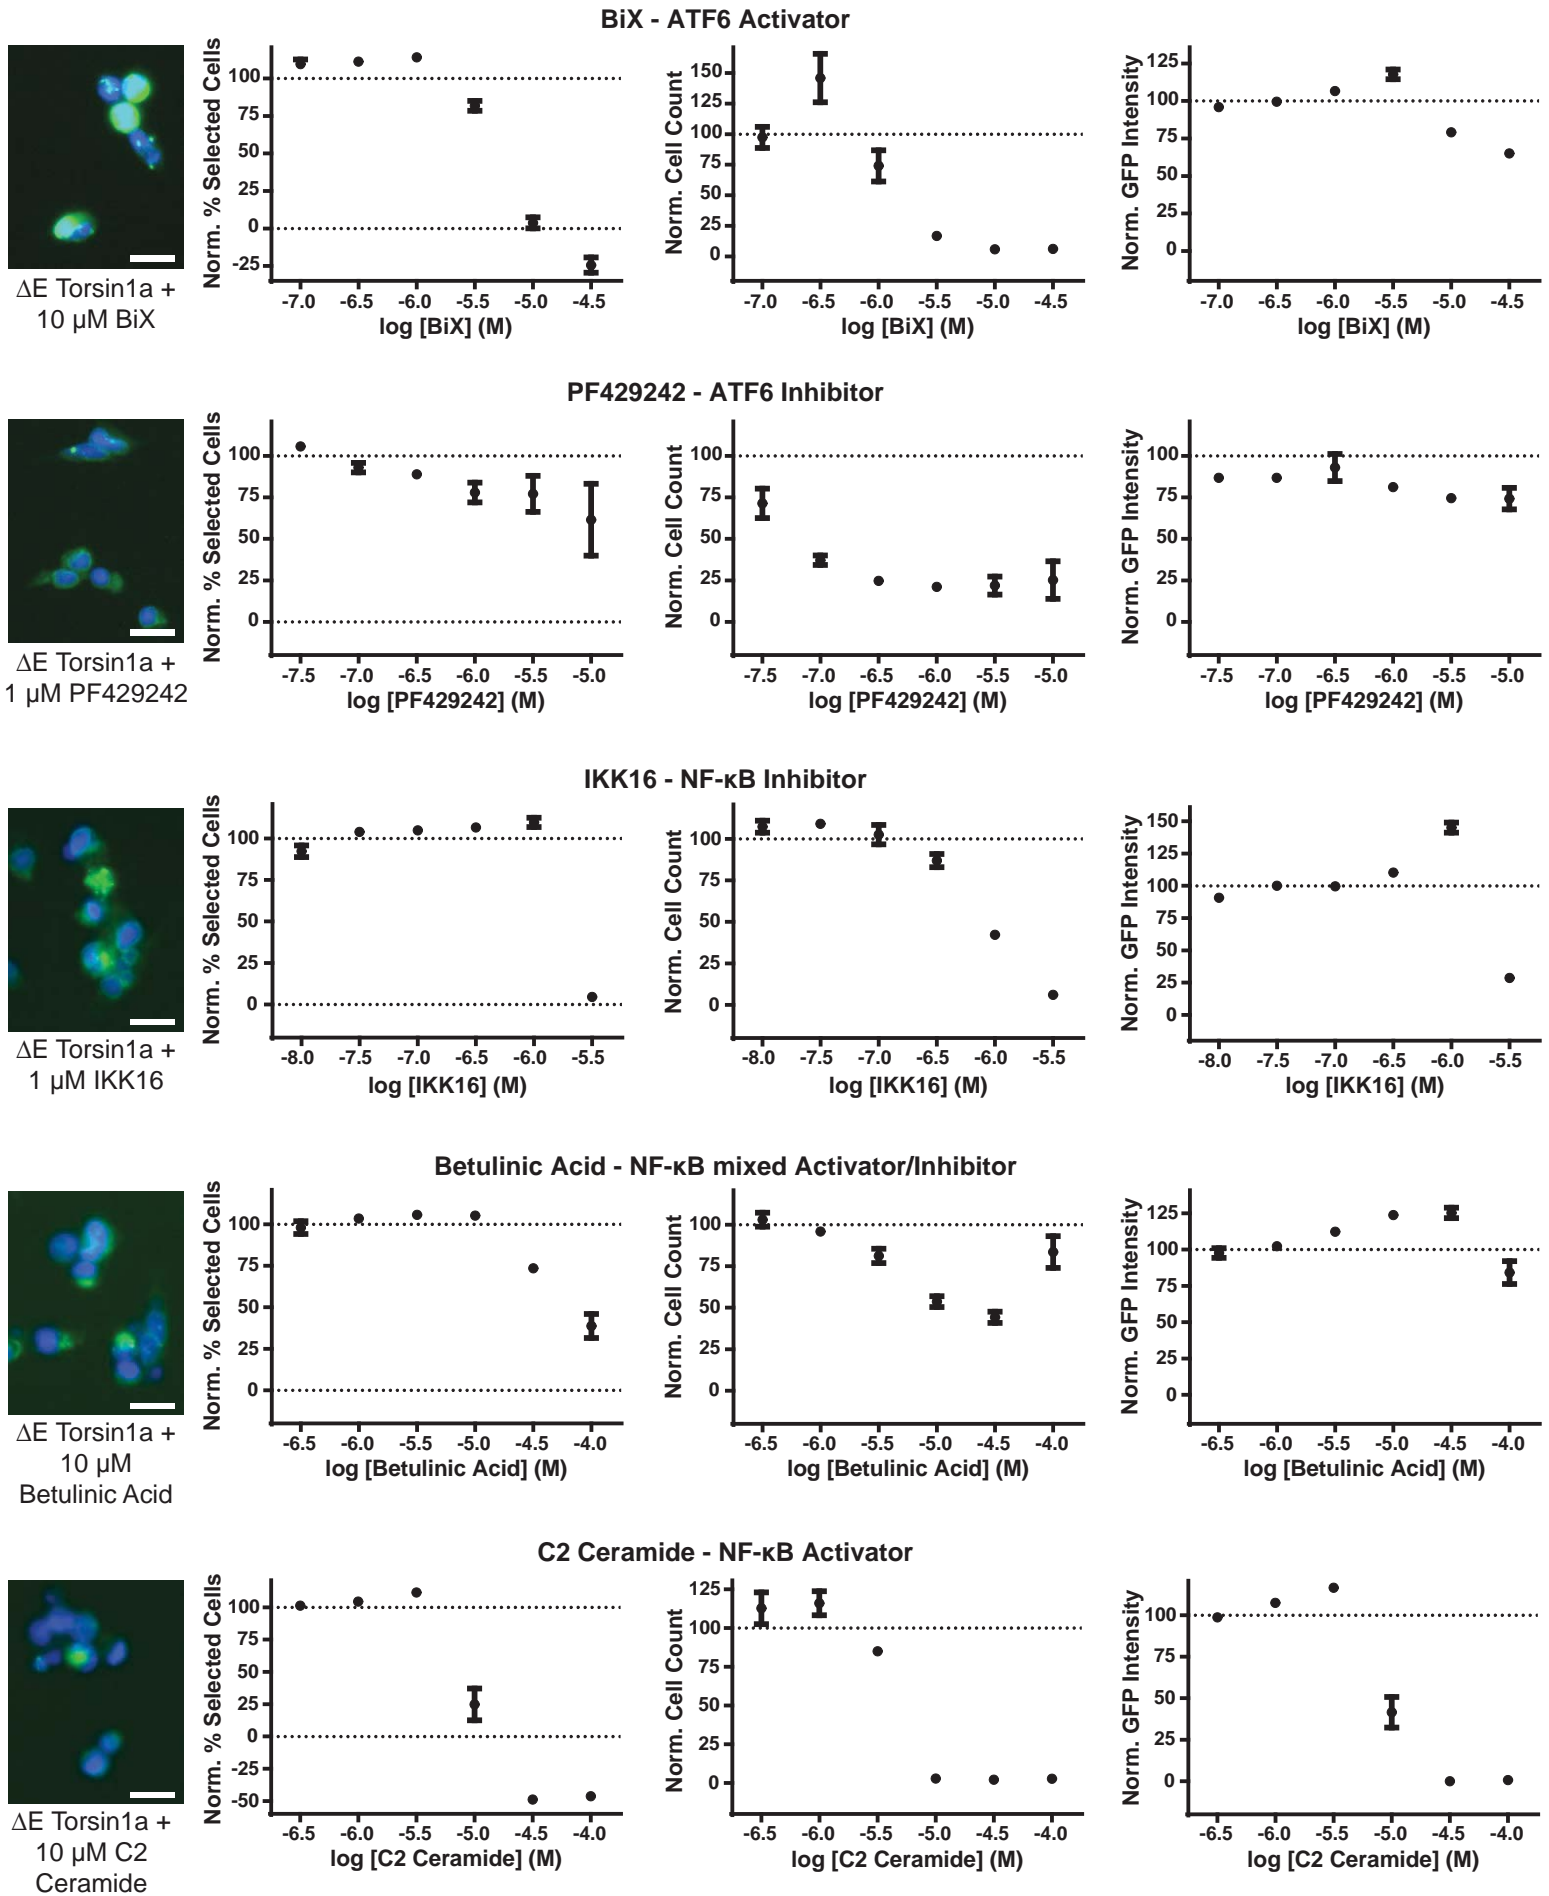 BiX - ATF6 Activator
ΔE Torsin1a +
10 µM BiX
Norm. % Selected Cells
100
75
50
25
0
-25
-7.0 -6.5 -6.0 -5.5 -5.0 -4.5
log [BiX] (M)
Norm. Cell Count
150
125
100
75
50
25
0
-7.0 -6.5 -6.0 -5.5 -5.0 -4.5
log [BiX] (M)
Norm. GFP Intensity
125
100
75
50
25
0
-7.0 -6.5 -6.0 -5.5 -5.0 -4.5
log [BiX] (M)
PF429242 - ATF6 Inhibitor
ΔE Torsin1a +
1 µM PF429242
Norm. % Selected Cells
100
75
50
25
0
-7.5 -7.0 -6.5 -6.0 -5.5 -5.0
log [PF429242] (M)
Norm. Cell Count
100
75
50
25
0
-7.5 -7.0 -6.5 -6.0 -5.5 -5.0
log [PF429242] (M)
Norm. GFP Intensity
100
75
50
25
0
-7.5 -7.0 -6.5 -6.0 -5.5 -5.0
log [PF429242] (M)
IKK16 - NF-κB Inhibitor
ΔE Torsin1a +
1 µM IKK16
Norm. % Selected Cells
100
75
50
25
0
-8.0 -7.5 -7.0 -6.5 -6.0 -5.5
log [IKK16] (M)
Norm. Cell Count
100
75
50
25
0
-8.0 -7.5 -7.0 -6.5 -6.0 -5.5
log [IKK16] (M)
Norm. GFP Intensity
150
125
100
75
50
25
0
-8.0 -7.5 -7.0 -6.5 -6.0 -5.5
log [IKK16] (M)
Betulinic Acid - NF-κB mixed Activator/Inhibitor
ΔE Torsin1a +
10 µM
Betulinic Acid
Norm. % Selected Cells
100
75
50
25
0
-6.5 -6.0 -5.5 -5.0 -4.5 -4.0
log [Betulinic Acid] (M)
Norm. Cell Count
100
75
50
25
0
-6.5 -6.0 -5.5 -5.0 -4.5 -4.0
log [Betulinic Acid] (M)
Norm. GFP Intensity
125
100
75
50
25
0
-6.5 -6.0 -5.5 -5.0 -4.5 -4.0
log [Betulinic Acid] (M)
C2 Ceramide - NF-κB Activator
ΔE Torsin1a +
10 µM C2
Ceramide
Norm. % Selected Cells
100
75
50
25
0
-25
-50
-6.5 -6.0 -5.5 -5.0 -4.5 -4.0
log [C2 Ceramide] (M)
Norm. Cell Count
125
100
75
50
25
0
-6.5 -6.0 -5.5 -5.0 -4.5 -4.0
log [C2 Ceramide] (M)
Norm. GFP Intensity
100
75
50
25
0
-6.5 -6.0 -5.5 -5.0 -4.5 -4.0
log [C2 Ceramide] (M)